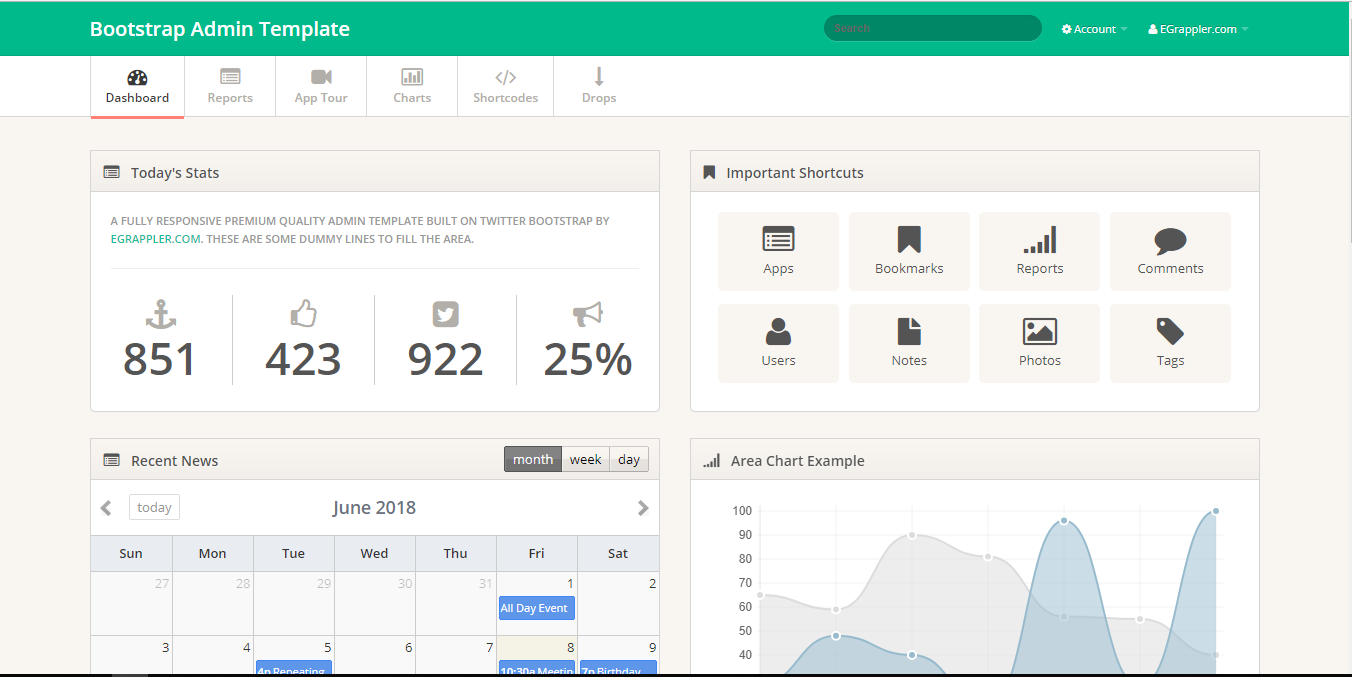 Bootstrap Admin Template
Search
Account
EGrappler.com
Dashboard
Reports
App Tour
Charts
Shortcodes
Drops
Today's Stats
A FULLY RESPONSIVE PREMIUM QUALITY ADMIN TEMPLATE BUILT ON TWITTER BOOTSTRAP BY
EGRAPPLER.COM. THESE ARE SOME DUMMY LINES TO FILL THE AREA.
851 423 922 25%
Important Shortcuts
Apps Bookmarks Reports Comments
Users Notes Photos Tags
Recent News
month week day
today
June 2018
Sun Mon Tue Wed Thu Fri Sat
27 28 29 30 31 1 2
All Day Event
3 4 5 6 7 8 9
4p Repeating 10:30a Meetin 7p Birthday
Area Chart Example
100
90
80
70
60
50
40